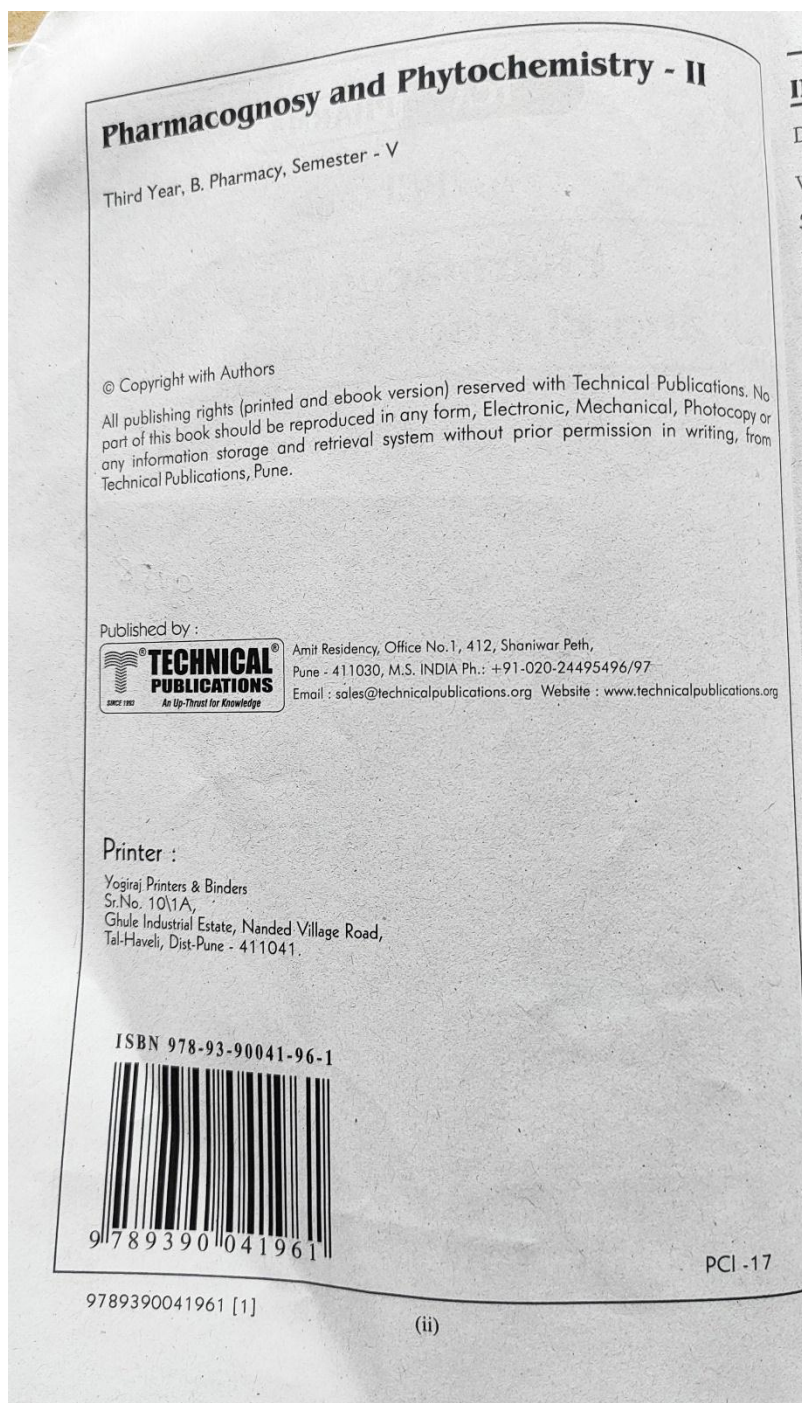 Pharmacognosy and Phytochemistry - II
Third Year, B. Pharmacy, Semester - V
© Copyright with Authors
All publishing rights (printed and ebook version) reserved with Technical Publications. No
part of this book should be reproduced in any form, Electronic, Mechanical, Photocopy or
any information storage and retrieval system without prior permission in writing, from
Technical Publications, Pune.
Published by :
® TECHNICAL ®
PUBLICATIONS
SINCE 1993 An Up-Thrust for Knowledge
Amit Residency, Office No.1, 412, Shaniwar Peth,
Pune - 411030, M.S. INDIA Ph.: +91-020-24495496/97
Email : sales@technicalpublications.org Website : www.technicalpublications.org
Printer :
Yogiraj Printers & Binders
Sr.No. 10\1A,
Ghule Industrial Estate, Nanded Village Road,
Tal-Haveli, Dist-Pune - 411041.
ISBN 978-93-90041-96-1
9 789390 041961
PCI -17
9789390041961 [1]
(ii)